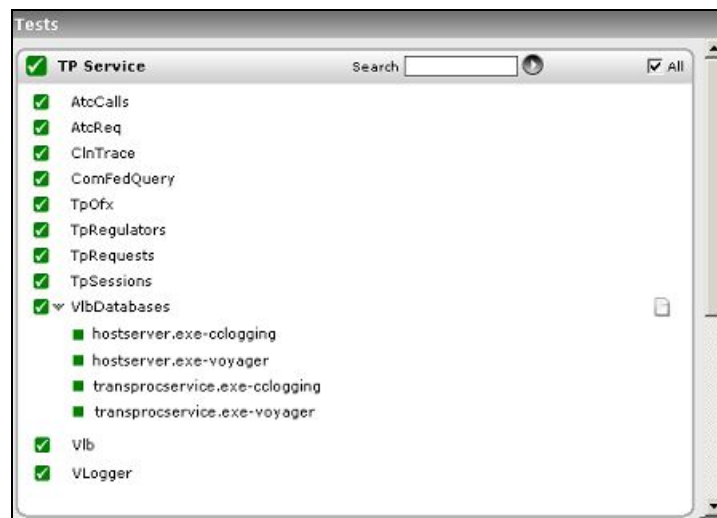 Tests
TP Service Search All
AtcCalls
AtcReq
ClnTrace
ComFedQuery
TpOfx
TpRegulators
TpRequests
TpSessions
VlbDatabases
hostserver.exe-cclogging
hostserver.exe-voyager
transprocservice.exe-cclogging
transprocservice.exe-voyager
Vlb
VLogger